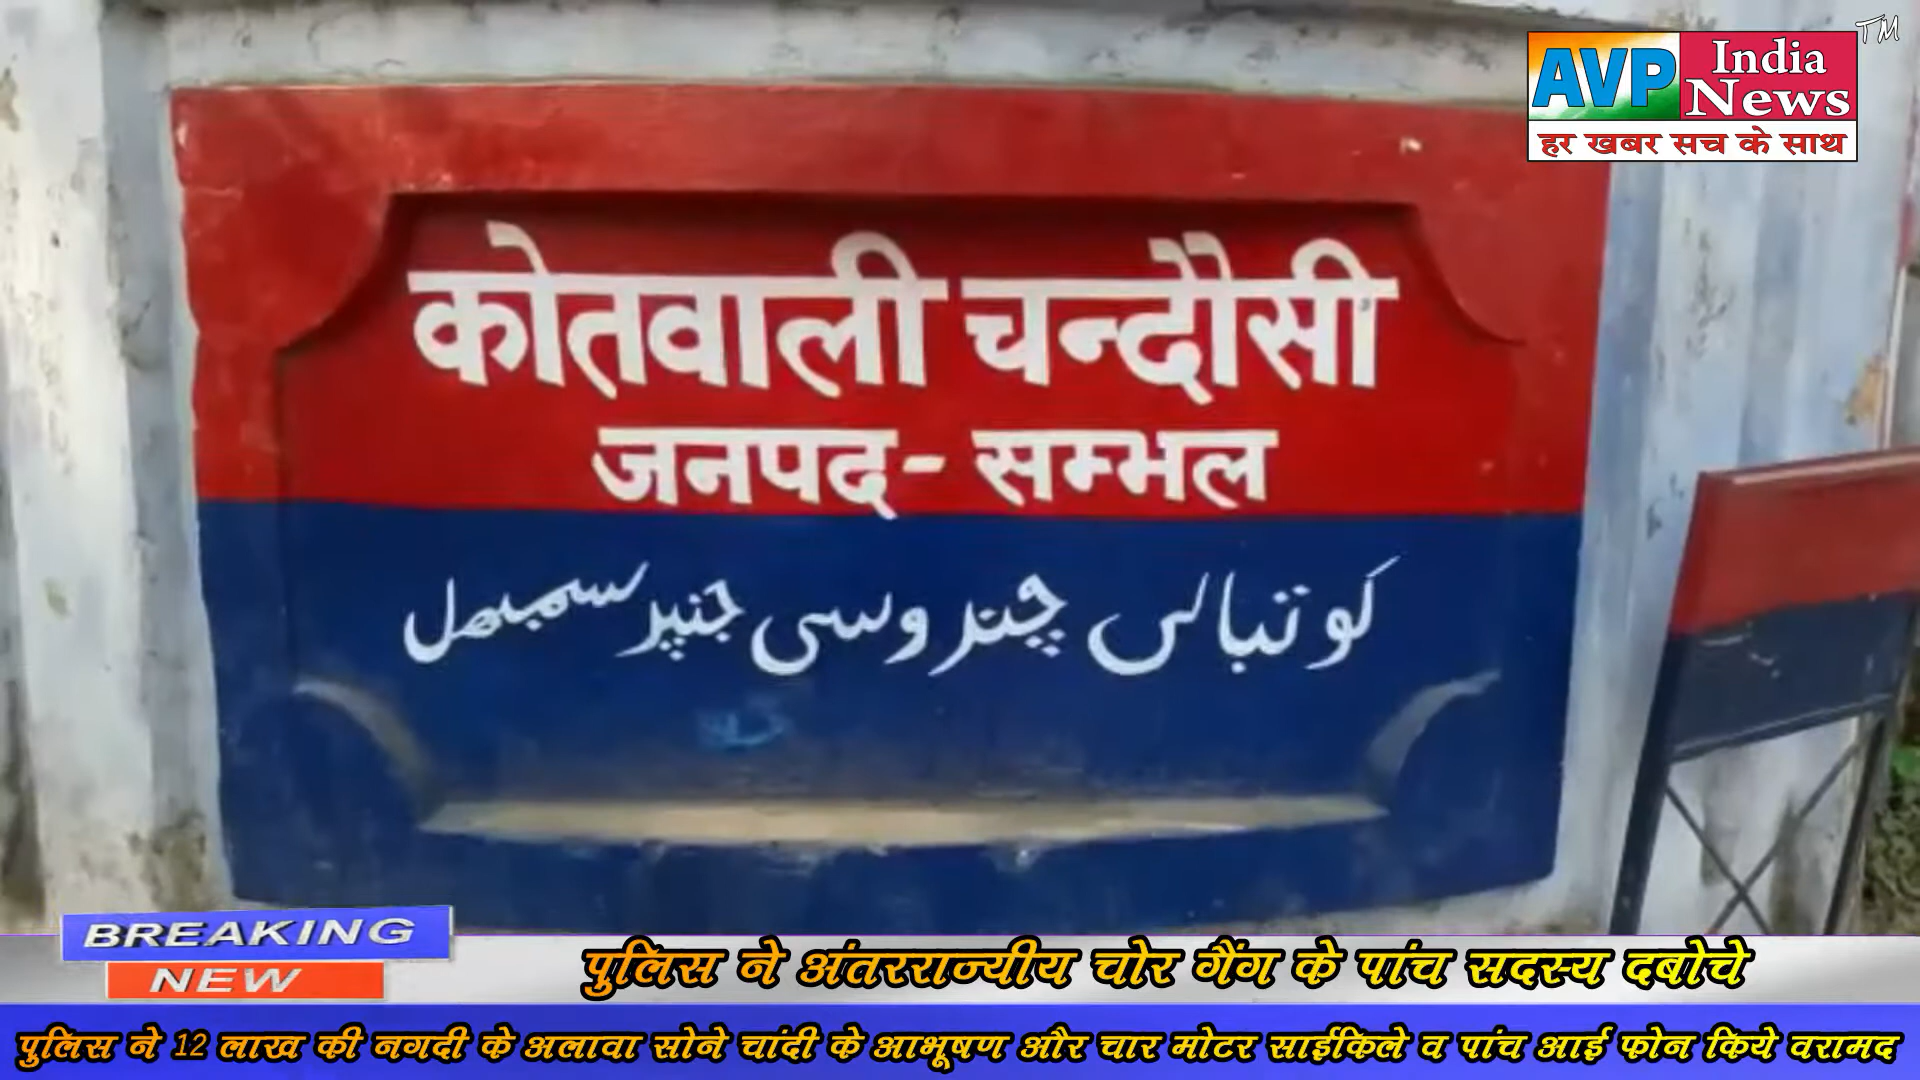 TM
AVP India News
हर खबर सच के साथ
कोतवाली चन्दौसी
जनपद - सम्भल
کوتبالی چندوسی جنپد سمبھل
BREAKING
NEW
पुलिस ने अंतरराज्यीय चोर गैंग के पांच सदस्य दबोचे
पुलिस ने 12 लाख की नगदी के अलावा सोने चांदी के आभूषण और चार मोटर साईकिले व पांच आई फोन किये वरामद